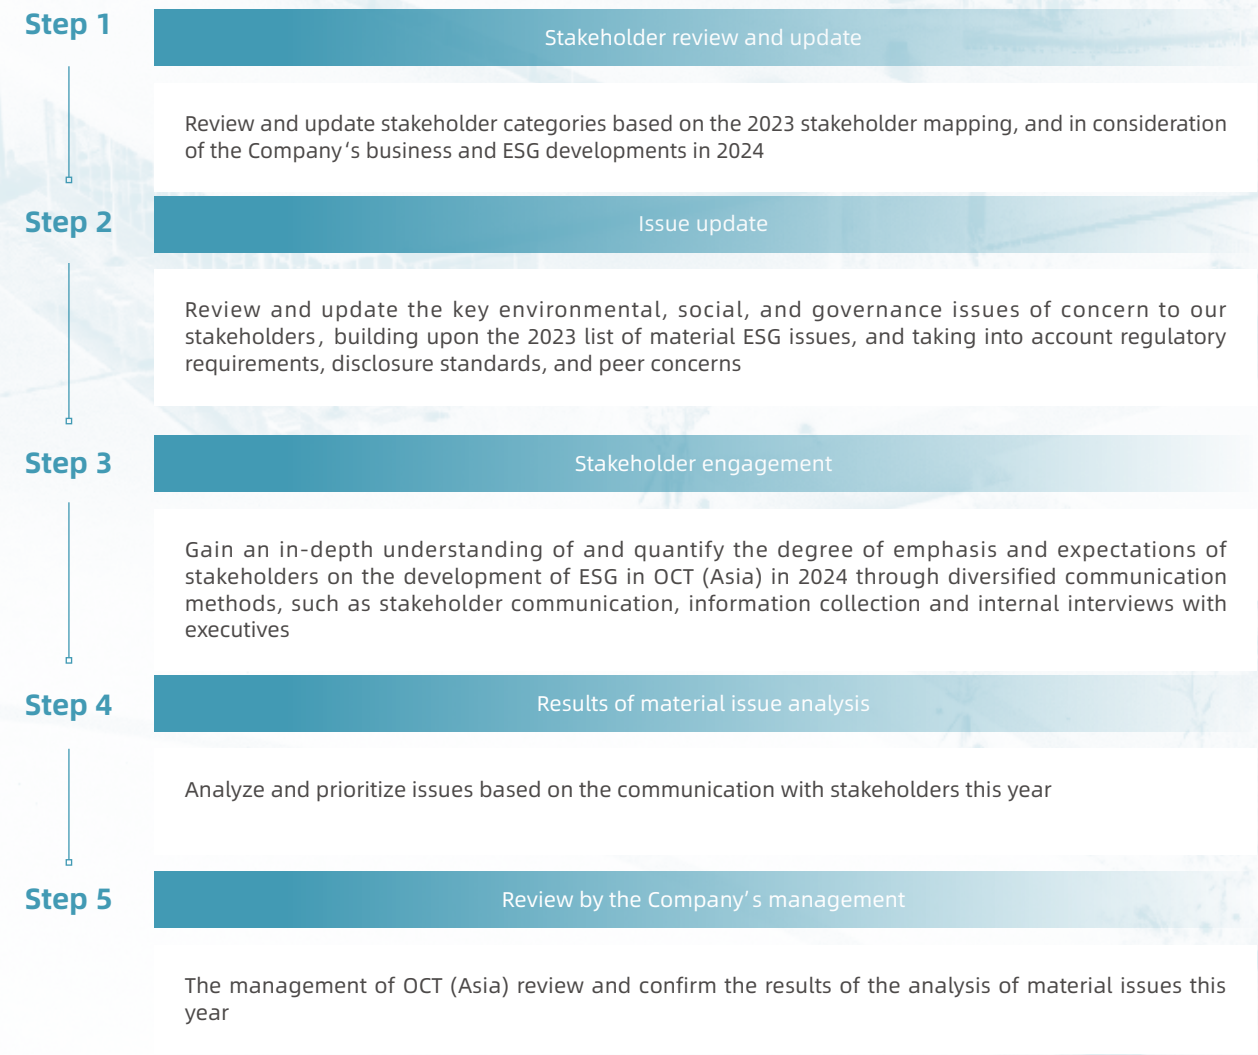 Step 1
Stakeholder review and update
Review and update stakeholder categories based on the 2023 stakeholder mapping, and in consideration
of the Company's business and ESG developments in 2024
Step 2
Issue update
Review and update the key environmental, social, and governance issues of concern to our
stakeholders, building upon the 2023 list of material ESG issues, and taking into account regulatory
requirements, disclosure standards, and peer concerns
Step 3
Stakeholder engagement
Gain an in-depth understanding of and quantify the degree of emphasis and expectations of
stakeholders on the development of ESG in OCT (Asia) in 2024 through diversified communication
methods, such as stakeholder communication, information collection and internal interviews with
executives
Step 4
Results of material issue analysis
Analyze and prioritize issues based on the communication with stakeholders this year
Step 5
Review by the Company's management
The management of OCT (Asia) review and confirm the results of the analysis of material issues this
year